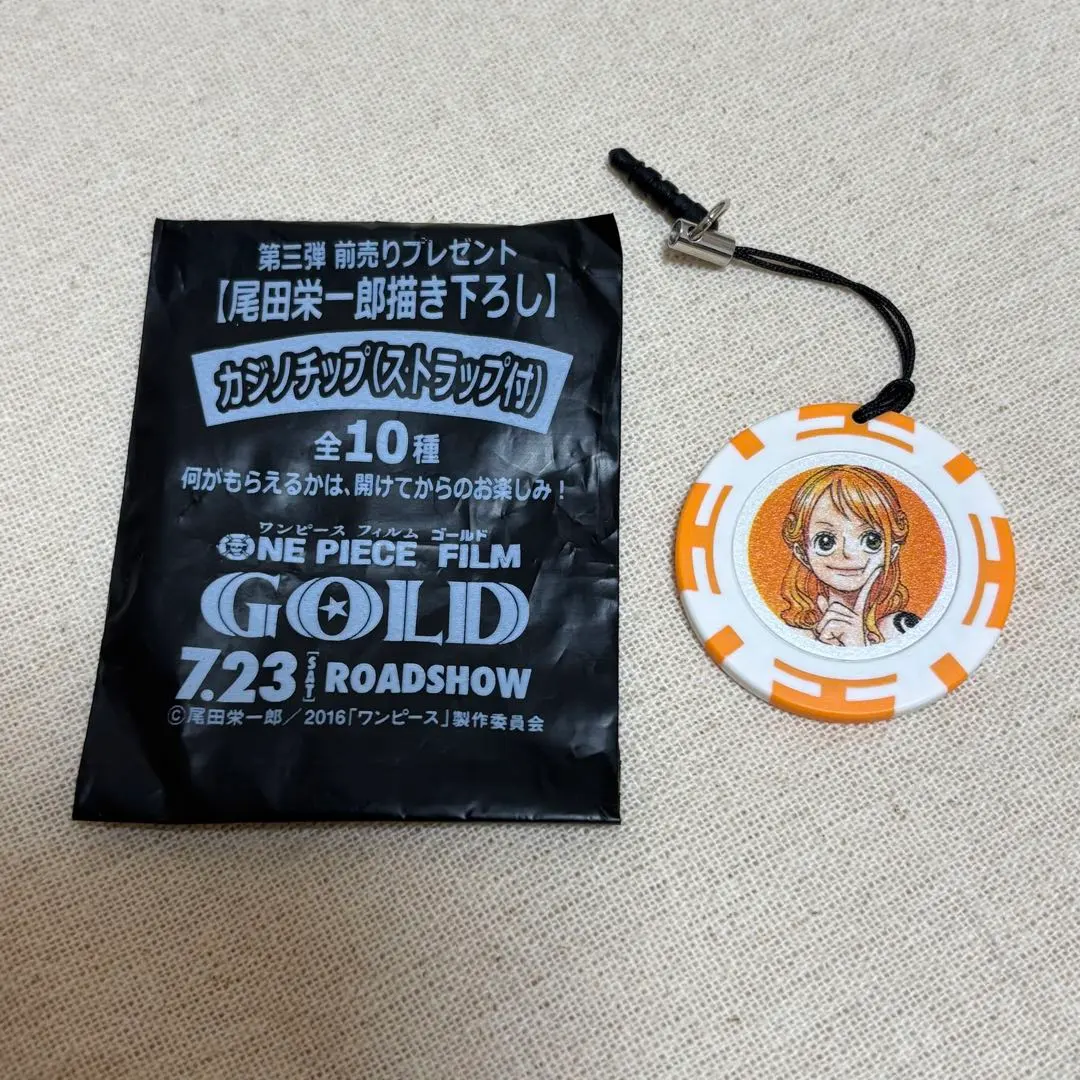 第三弾 前売りプレゼント
【尾田栄一郎描き下ろし】
カジノチップ(ストラップ付)
全10種
何がもらえるかは、開けてからのお楽しみ!
ワンピース フィルム ゴールド
ONE PIECE FILM
GOLD
7.23[SAT] ROADSHOW
©尾田栄一郎/2016「ワンピース」製作委員会